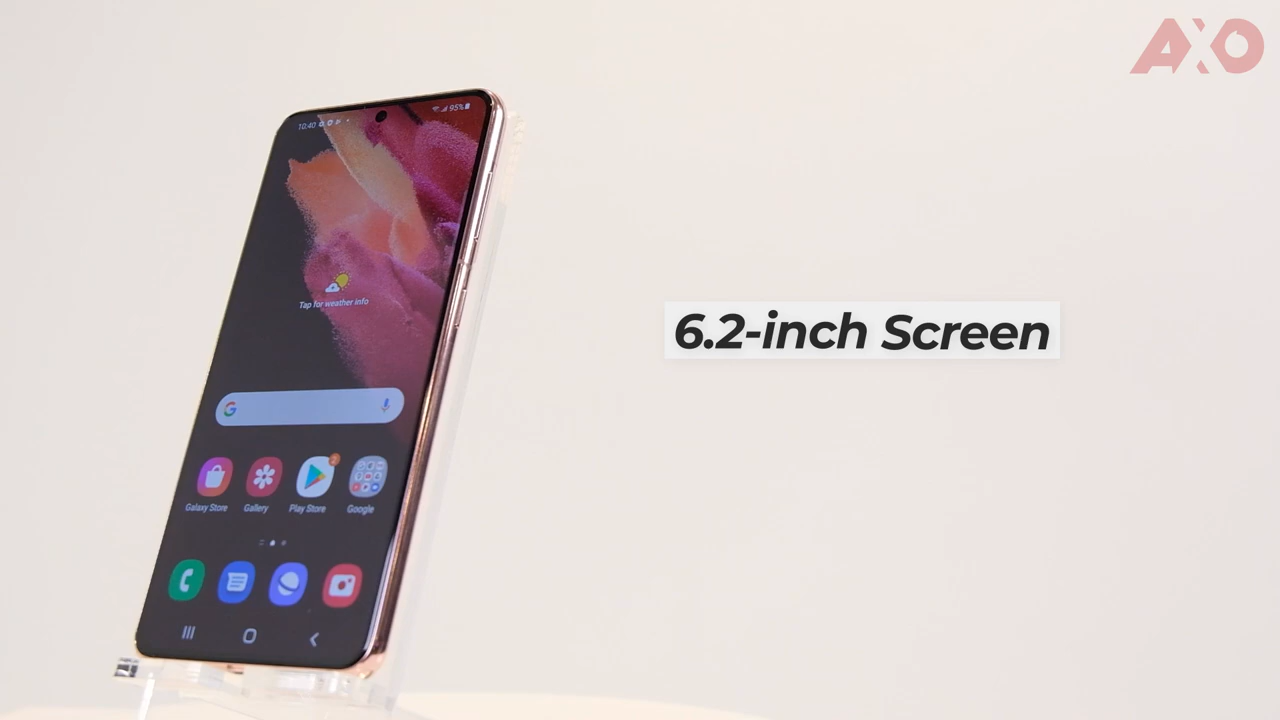 AXO
10:40
95%
Tap for weather info
Galaxy Store
Gallery
Play Store
Google
6.2-inch Screen